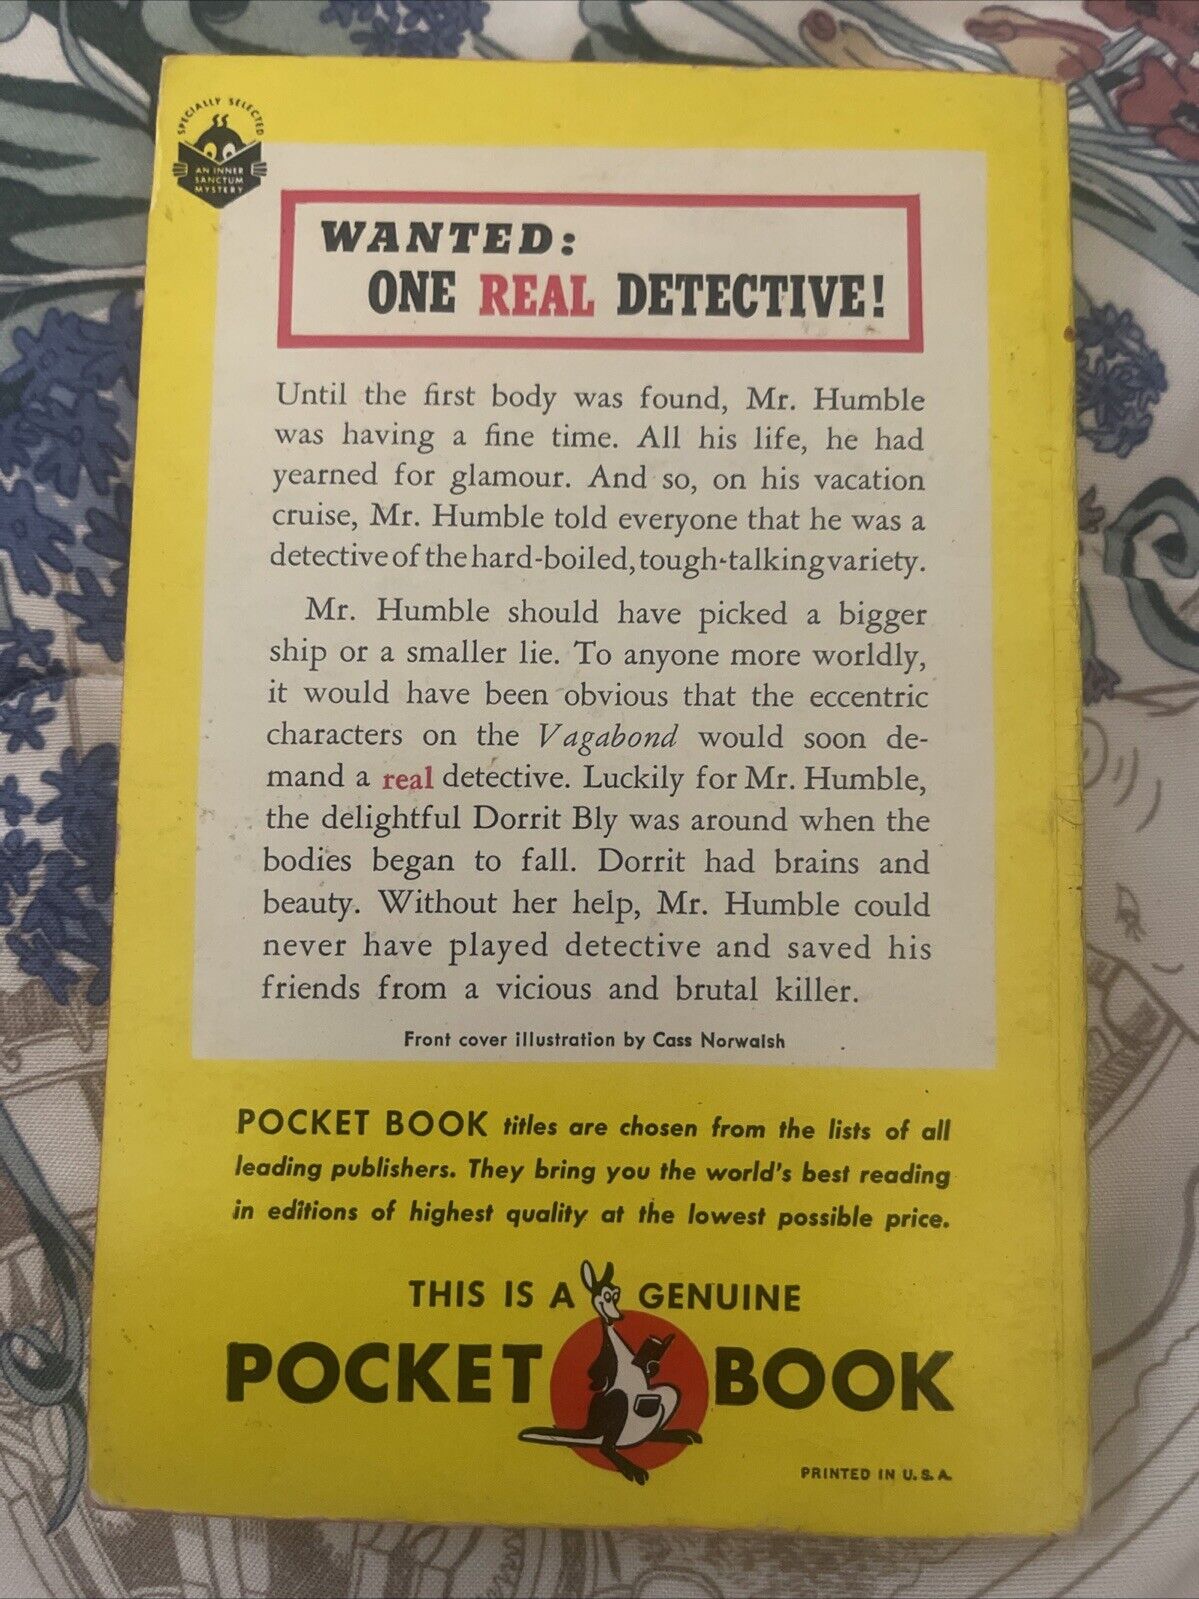 SPECIALLY SELECTED
AN INNER
SANCTUM
MYSTERY
WANTED:
ONE REAL DETECTIVE!
Until the first body was found, Mr. Humble
was having a fine time. All his life, he had
yearned for glamour. And so, on his vacation
cruise, Mr. Humble told everyone that he was a
detective of the hard-boiled, tough-talking variety.
Mr. Humble should have picked a bigger
ship or a smaller lie. To anyone more worldly,
it would have been obvious that the eccentric
characters on the Vagabond would soon de-
mand a real detective. Luckily for Mr. Humble,
the delightful Dorrit Bly was around when the
bodies began to fall. Dorrit had brains and
beauty. Without her help, Mr. Humble could
never have played detective and saved his
friends from a vicious and brutal killer.
Front cover illustration by Cass Norwaish
POCKET BOOK titles are chosen from the lists of all
leading publishers. They bring you the world's best reading
in editions of highest quality at the lowest possible price.
THIS IS A GENUINE
POCKET BOOK
PRINTED IN U.S.A.